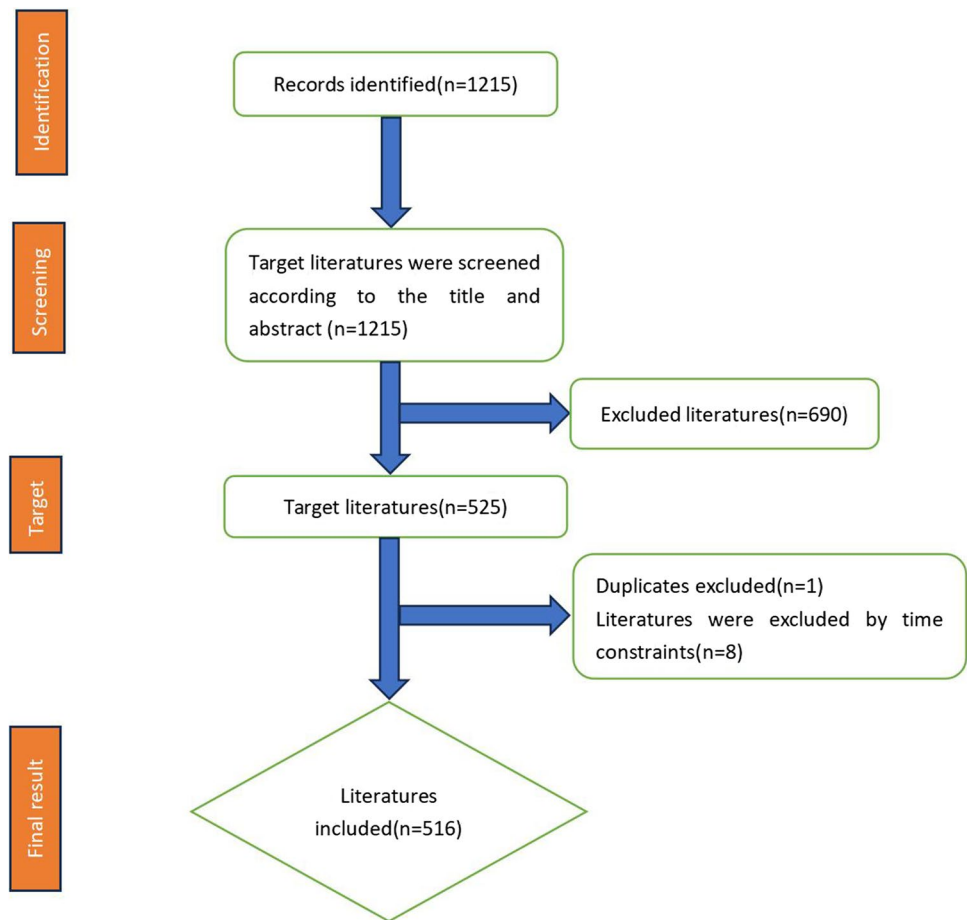 Identification
Records identified(n=1215)
Screening
Target literatures were screened
according to the title and
abstract (n=1215)
Excluded literatures(n=690)
Target
Target literatures(n=525)
Duplicates excluded(n=1)
Literatures were excluded by time
constraints(n=8)
Final result
Literatures
included(n=516)